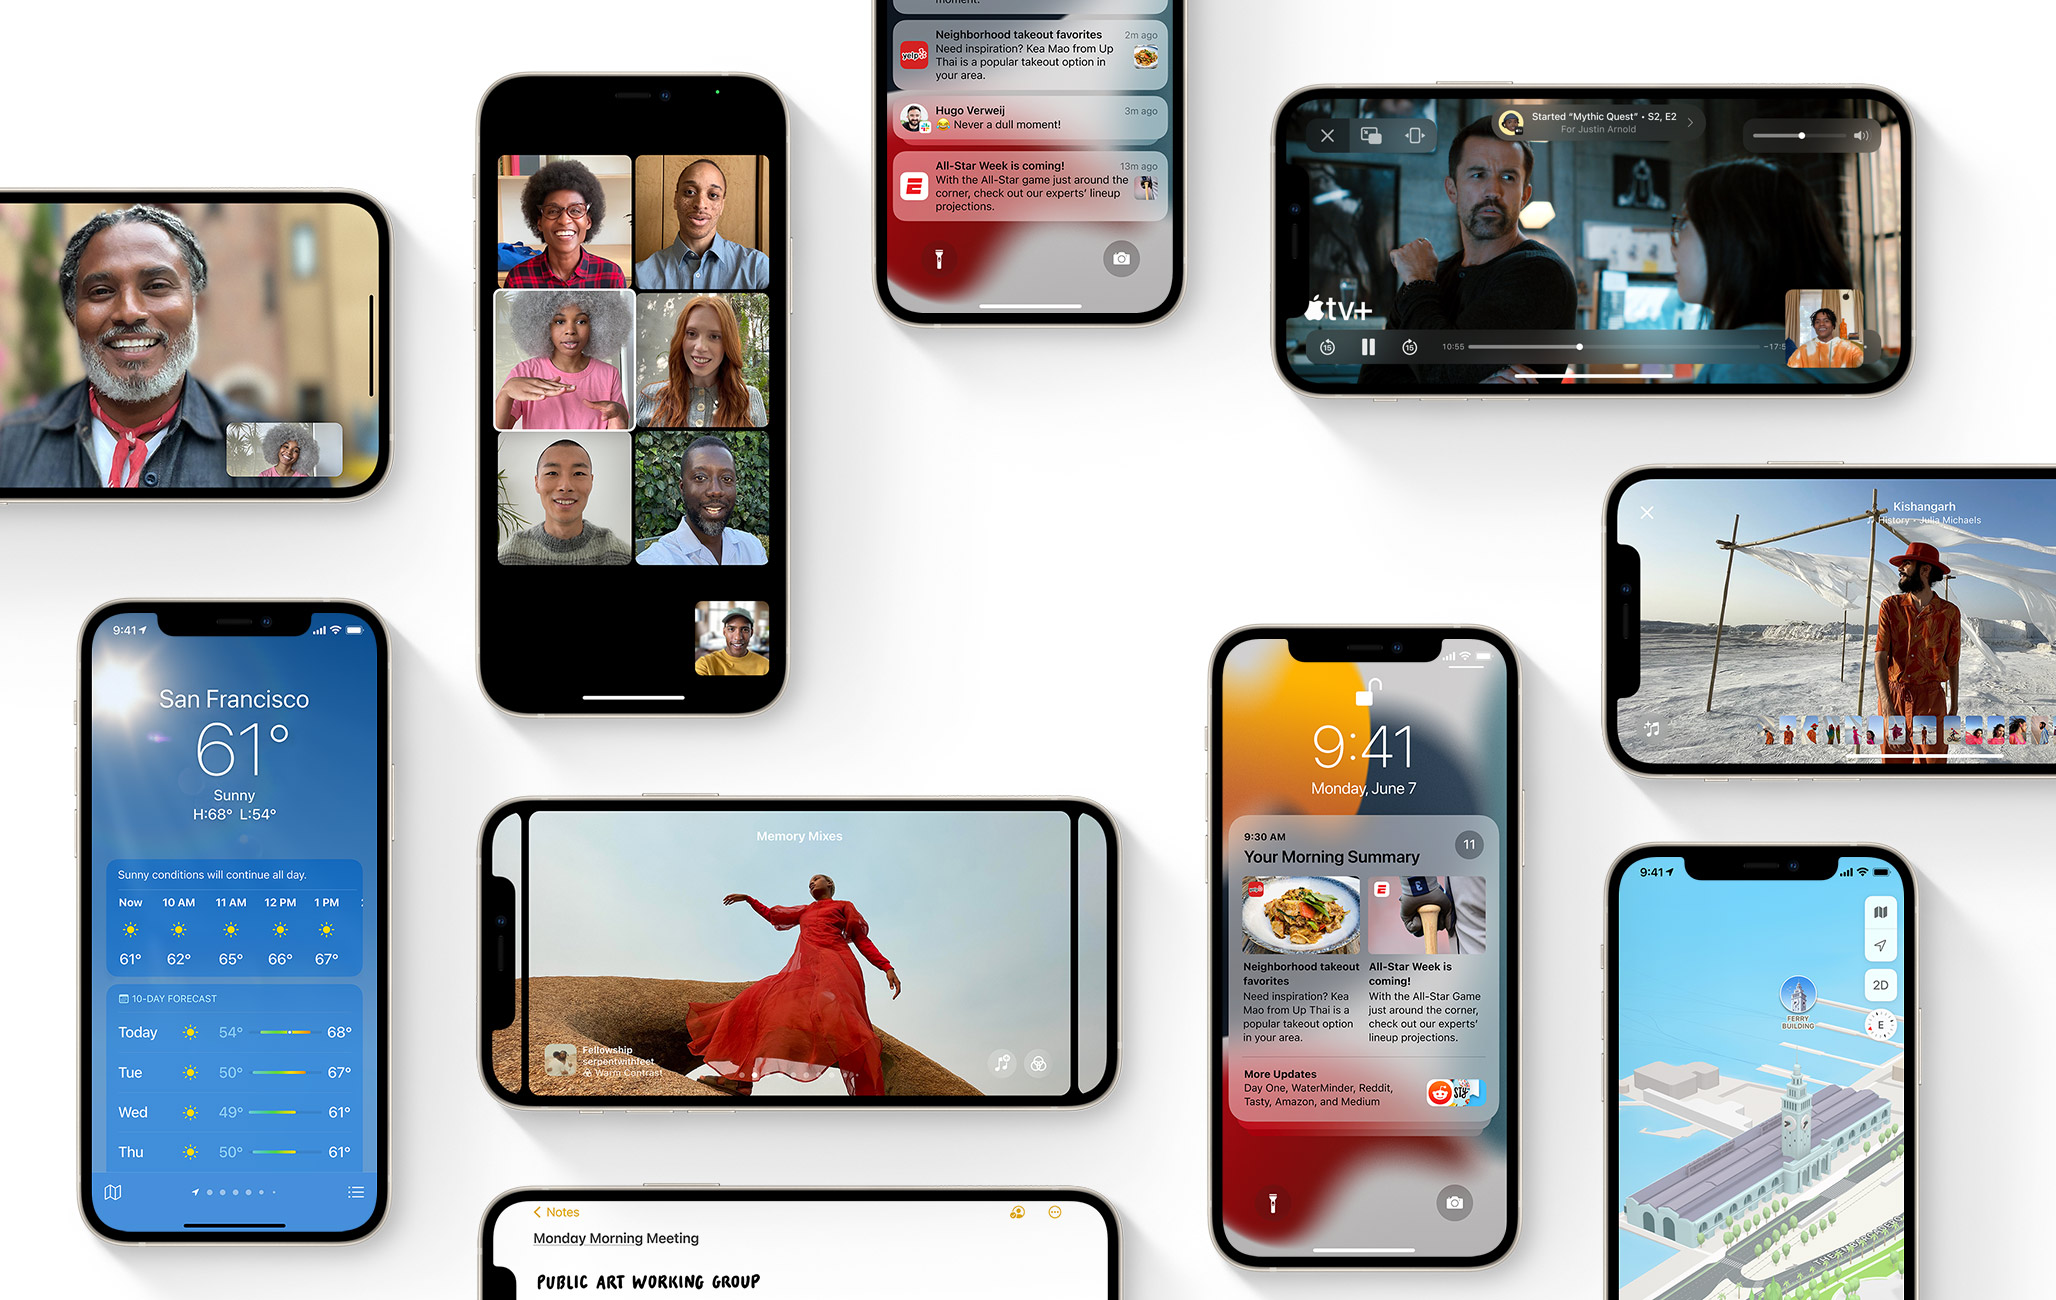 moment.
Neighborhood takeout favorites 2m ago
Need inspiration? Kea Mao from Up
Thai is a popular takeout option in
your area.
yelp
Hugo Verweij 3m ago
😂 Never a dull moment!
All-Star Week is coming! 13m ago
With the All-Star game just around the
corner, check out our experts’ lineup
projections.
Started “Mythic Quest” • S2, E2
For Justin Arnold
tv+
15
15
10:55
Kishangarh
History • Julia Michaels
9:41
San Francisco
61°
Sunny
H:68° L:54°
Sunny conditions will continue all day.
Now 10 AM 11 AM 12 PM 1 PM
61° 62° 65° 66° 67°
10-DAY FORECAST
Today 54° 68°
Tue 50° 67°
Wed 49° 61°
Thu 50° 61°
Memory Mixes
Fellowship
serpentwithfeet
Warm Contrast
Notes
Monday Morning Meeting
PUBLIC ART WORKING GROUP
9:41
Monday, June 7
9:30 AM
Your Morning Summary
11
Neighborhood takeout
favorites
Need inspiration? Kea
Mao from Up Thai is a
popular takeout option
in your area.
All-Star Week is
coming!
With the All-Star Game
just around the corner,
check out our experts’
lineup projections.
More Updates
Day One, WaterMinder, Reddit,
Tasty, Amazon, and Medium
9:41
2D
E
FERRY
BUILDING